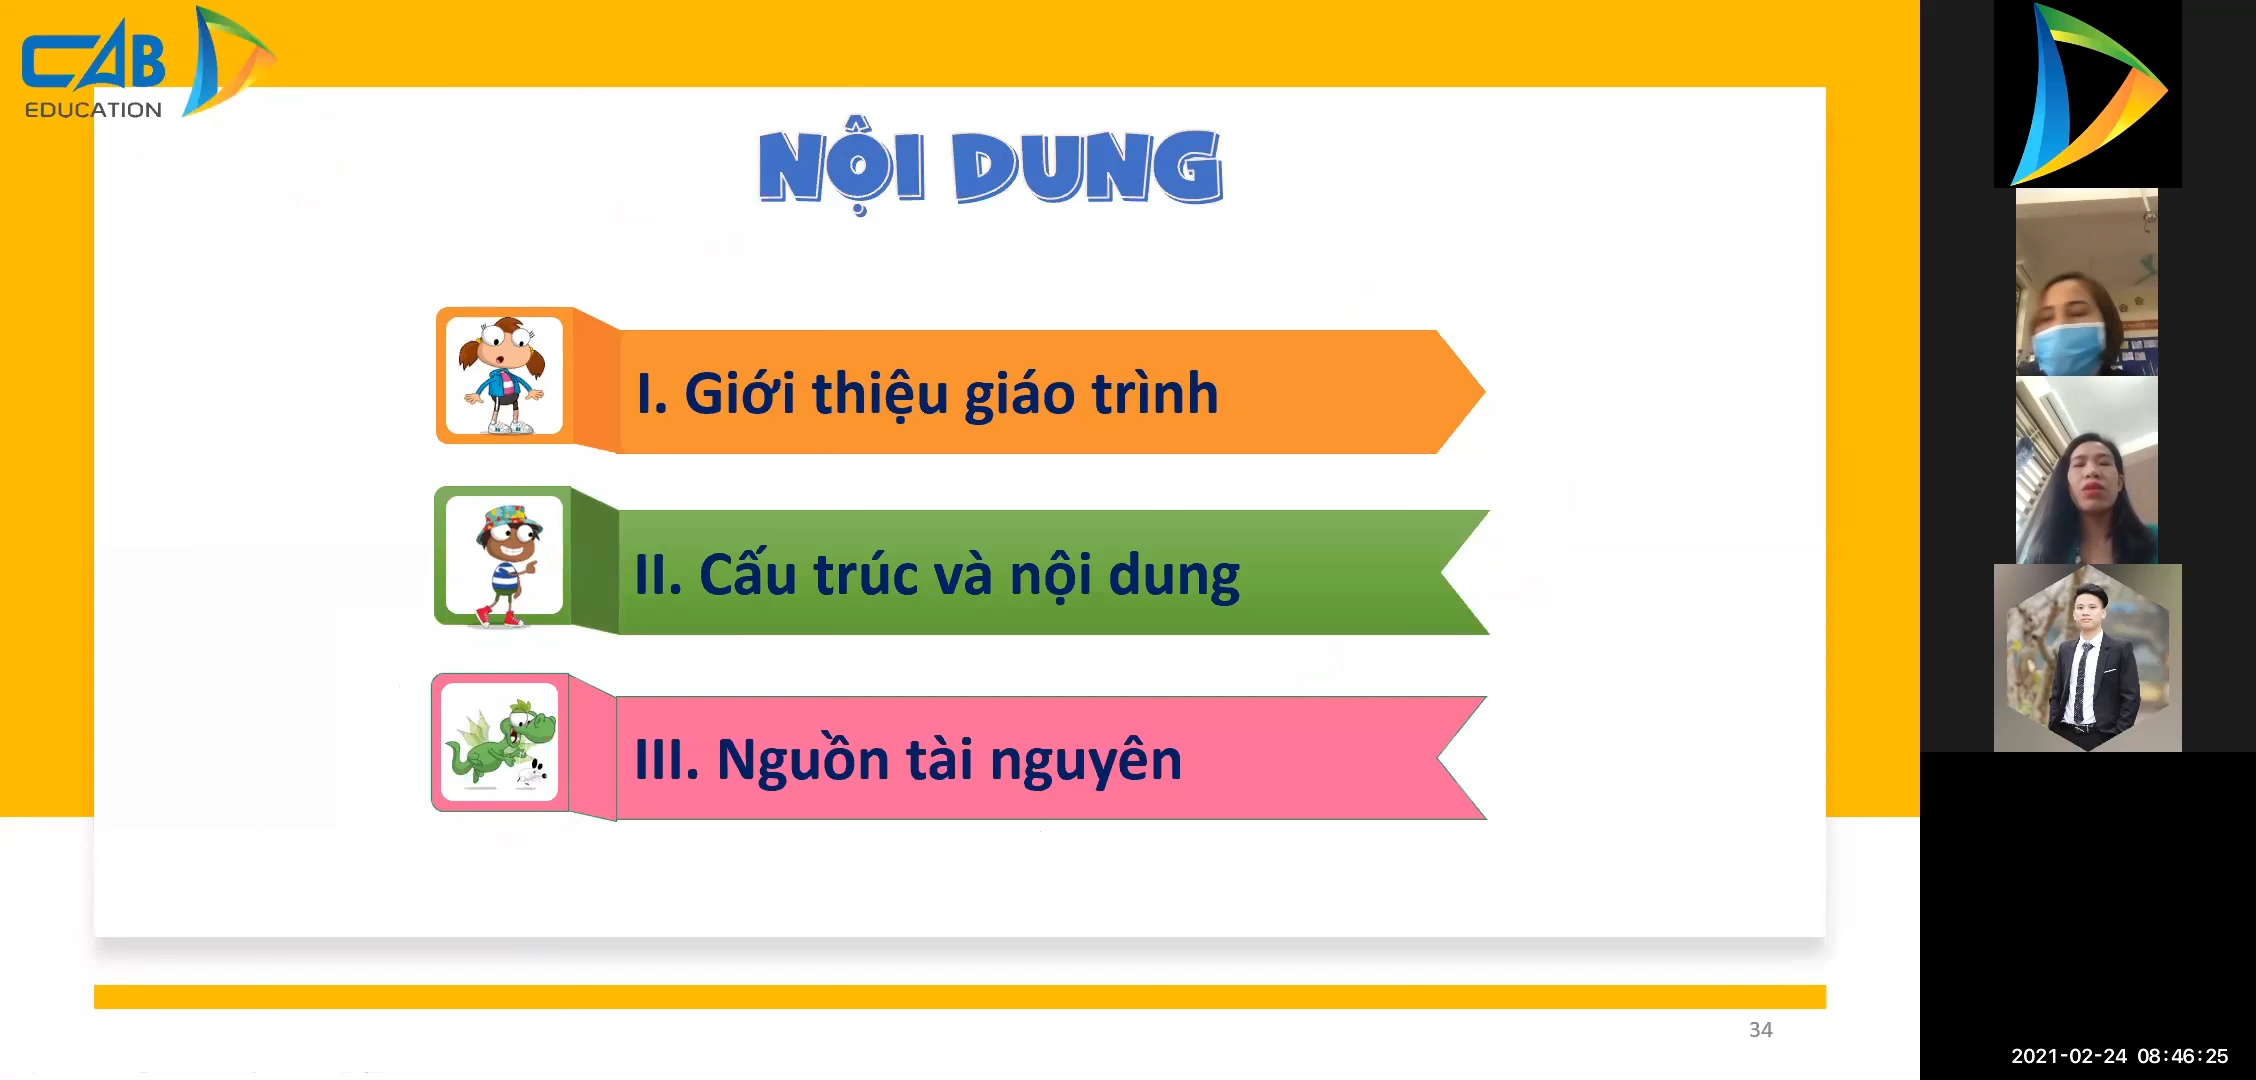 CAB
EDUCATION
NỘI DUNG
I. Giới thiệu giáo trình
II. Cấu trúc và nội dung
III. Nguồn tài nguyên
34
2021-02-24 08:46:25